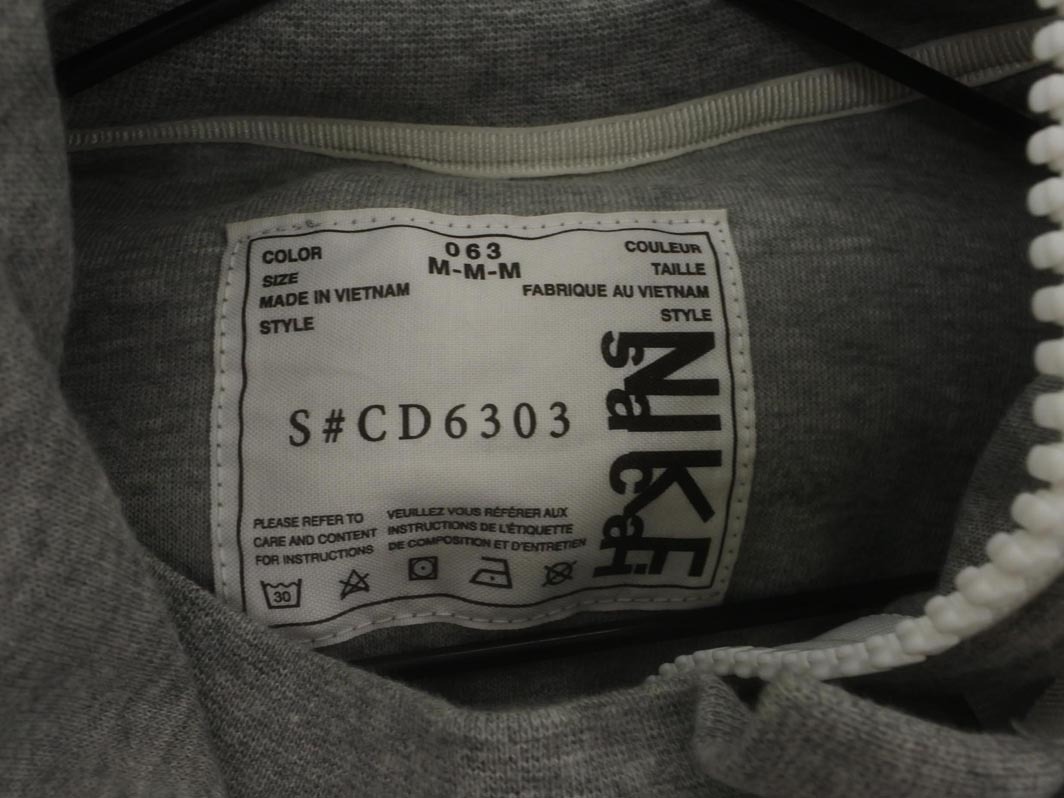 COLOR 063 COULEUR
SIZE M-M-M TAILLE
MADE IN VIETNAM FABRIQUE AU VIETNAM
STYLE STYLE
NIKE
sacai
S#CD6303
PLEASE REFER TO
CARE AND CONTENT
FOR INSTRUCTIONS
VEUILLEZ VOUS RÉFÉRER AUX
INSTRUCTIONS DE L'ÉTIQUETTE
DE COMPOSITION ET D'ENTRETIEN
30